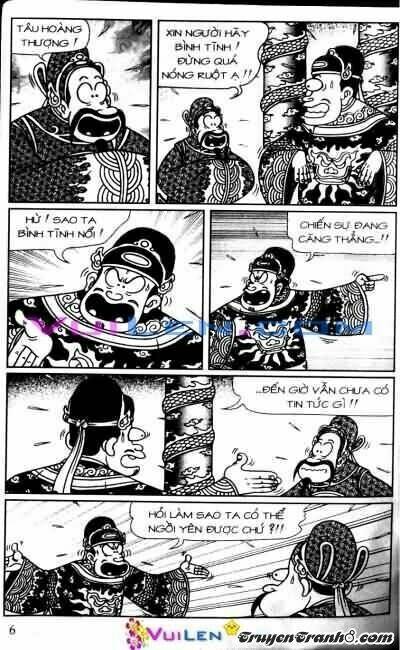 TÂU HOÀNG
THƯỢNG !
XIN NGƯỜI HÃY
BÌNH TĨNH !
ĐỪNG QUÁ
NÓNG RUỘT Ạ !!
HỪ ! SAO TA
BÌNH TĨNH NỔI !
CHIẾN SỰ ĐANG
CĂNG THẲNG...!!
VUILEN.COM
...ĐẾN GIỜ VẪN CHƯA CÓ
TIN TỨC GÌ !!
HỎI LÀM SAO TA CÓ THỂ
NGỒI YÊN ĐƯỢC CHỨ ?!!
6
VUILEN
TruyenTranh8.com